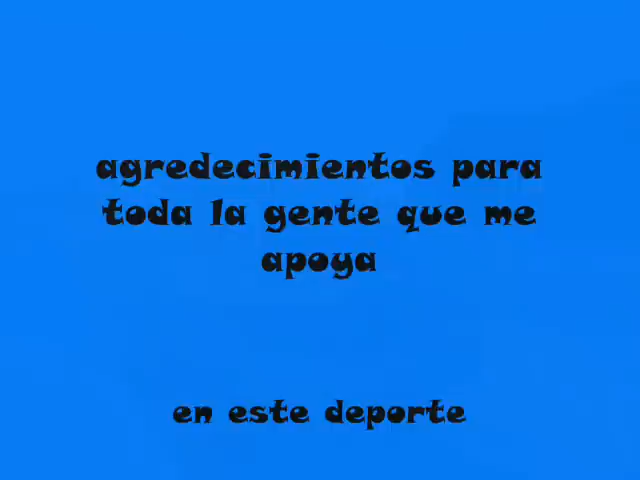 agredecimientos para
toda la gente que me
apoya
en este deporte